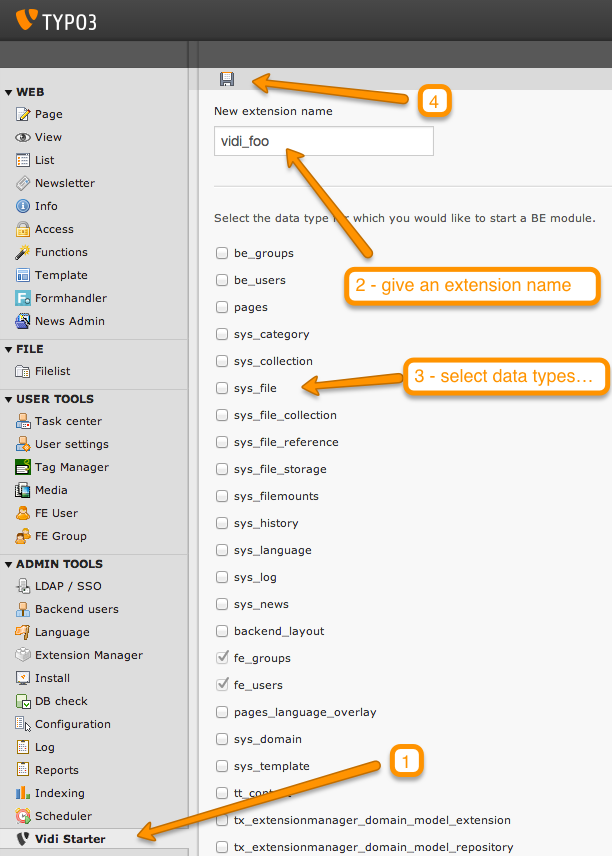 TYPO3
WEB
Page
View
List
Newsletter
Info
Access
Functions
Template
Formhandler
News Admin
FILE
Filelist
USER TOOLS
Task center
User settings
Tag Manager
Media
FE User
FE Group
ADMIN TOOLS
LDAP / SSO
Backend users
Language
Extension Manager
Install
DB check
Configuration
Log
Reports
Indexing
Scheduler
Vidi Starter
4
New extension name
vidi_foo
Select the data type for which you would like to start a BE module.
be_groups
be_users
2 - give an extension name
pages
sys_category
sys_collection
3 - select data types...
sys_file
sys_file_collection
sys_file_reference
sys_file_storage
sys_filemounts
sys_history
sys_language
sys_log
sys_news
backend_layout
fe_groups
fe_users
pages_language_overlay
sys_domain
1
sys_template
tx_extensionmanager_domain_model_extension
tx_extensionmanager_domain_model_repository